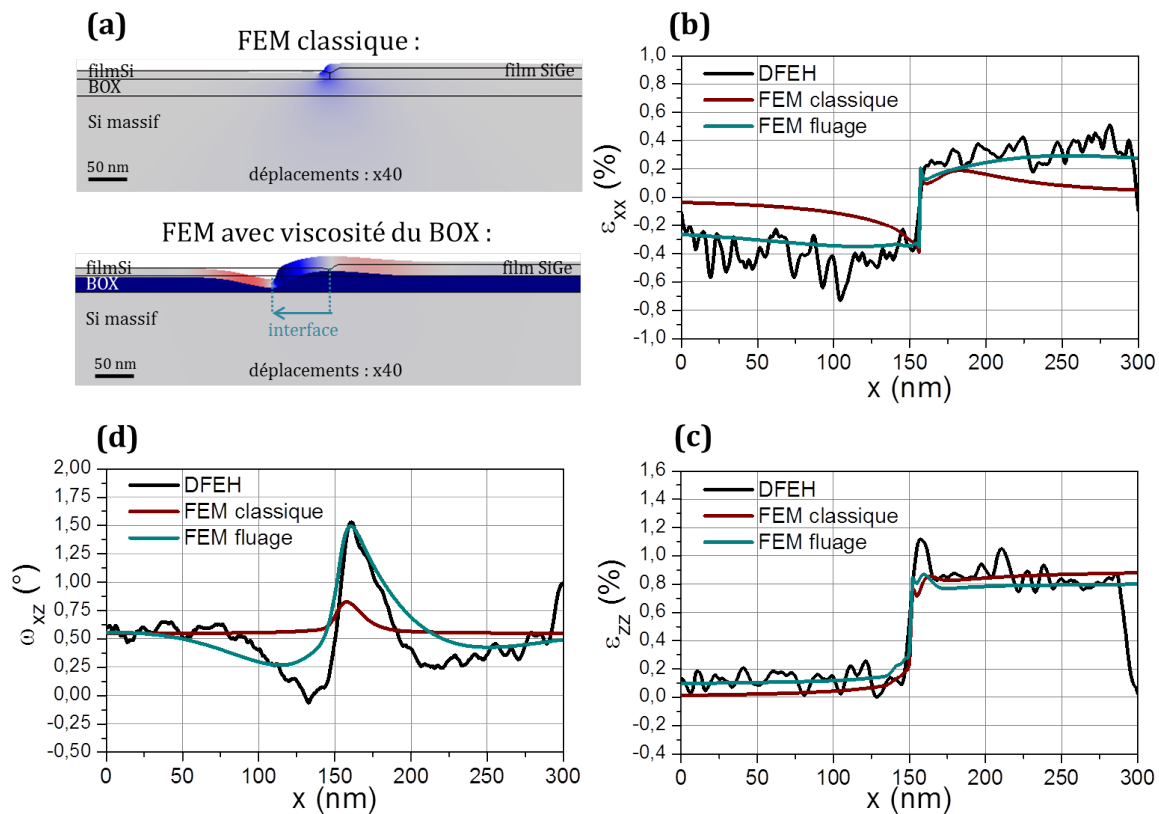 (a)
FEM classique :
filmSi
film SiGe
BOX
Si massif
50 nm
déplacements : x40
FEM avec viscosité du BOX :
filmSi
film SiGe
BOX
Si massif
interface
50 nm
déplacements : x40
(b)
1,0
0,8
0,6
0,4
0,2
0,0
-0,2
-0,4
-0,6
-0,8
-1,0
εxx (%)
DFEH
FEM classique
FEM fluage
0 50 100 150 200 250 300
x (nm)
(d)
2,00
1,75
1,50
1,25
1,00
0,75
0,50
0,25
0,00
-0,25
-0,50
ωxz (°)
DFEH
FEM classique
FEM fluage
0 50 100 150 200 250 300
x (nm)
(c)
1,6
1,4
1,2
1,0
0,8
0,6
0,4
0,2
0,0
-0,2
-0,4
εzz (%)
DFEH
FEM classique
FEM fluage
0 50 100 150 200 250 300
x (nm)